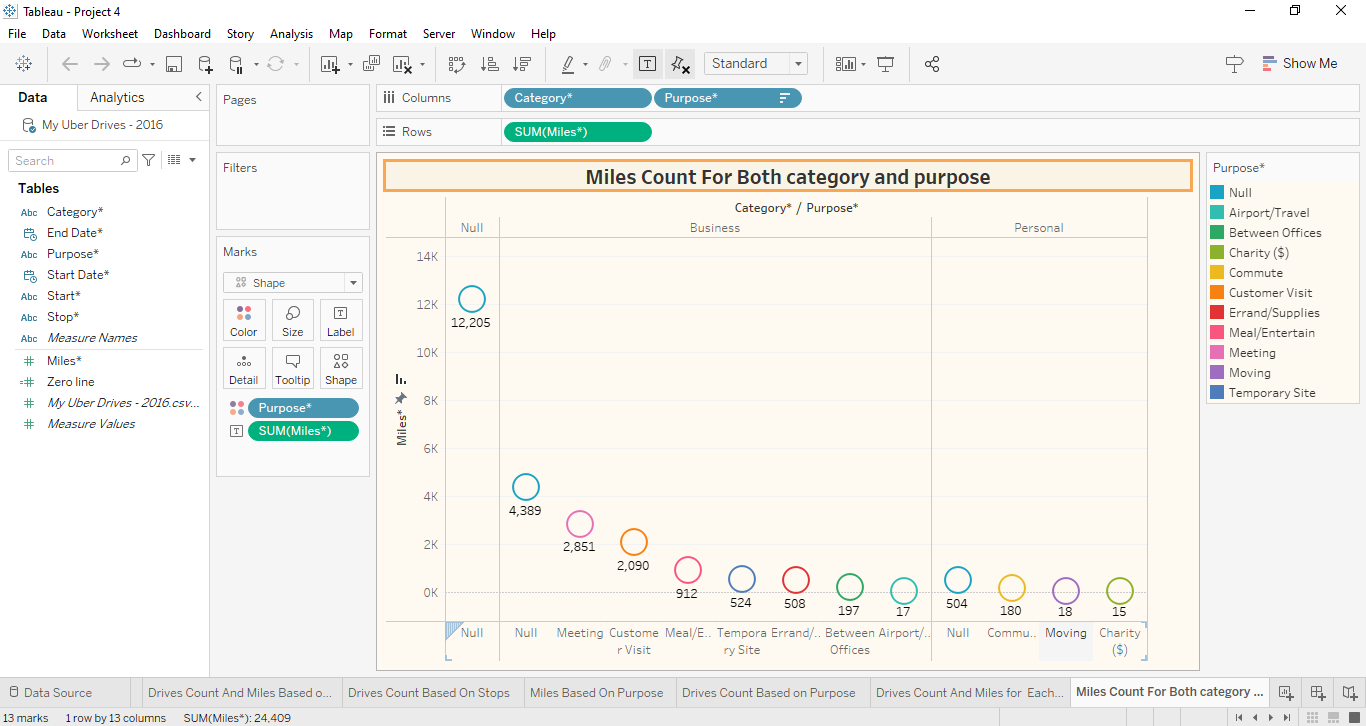 Tableau - Project 4
File Data Worksheet Dashboard Story Analysis Map Format Server Window Help
Standard
Show Me
Data Analytics
My Uber Drives - 2016
Search
Tables
Abc Category*
End Date*
Abc Purpose*
Start Date*
Abc Start*
Abc Stop*
Abc Measure Names
Miles*
Zero line
My Uber Drives - 2016.csv...
Measure Values
Pages
Filters
Marks
Shape
Color Size Label
Detail Tooltip Shape
Purpose*
SUM(Miles*)
Columns Category* Purpose*
Rows SUM(Miles*)
Miles Count For Both category and purpose
Category* / Purpose*
Null Business Personal
14K
12K
10K
8K
6K
4K
2K
0K
Miles*
12,205
4,389
2,851
2,090
912
524
508
197
17
504
180
18
15
Null Null Meeting Custome Meal/E.. Tempora Errand/.. Between Airport/.. Null Commu.. Moving Charity
r Visit ry Site Offices ($)
Purpose*
Null
Airport/Travel
Between Offices
Charity ($)
Commute
Customer Visit
Errand/Supplies
Meal/Entertain
Meeting
Moving
Temporary Site
Data Source Drives Count And Miles Based o... Drives Count Based On Stops Miles Based On Purpose Drives Count Based on Purpose Drives Count And Miles for Each... Miles Count For Both category ...
13 marks 1 row by 13 columns SUM(Miles*): 24,409